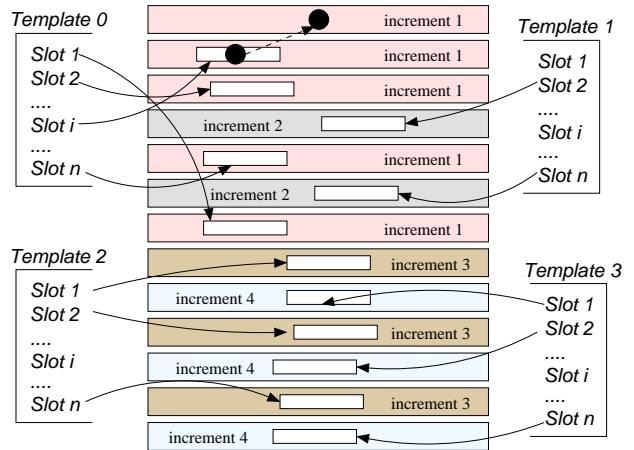 Template 0
Slot 1
Slot 2
....
Slot i
....
Slot n
increment 1
increment 1
increment 1
increment 2
increment 1
increment 2
increment 1
increment 3
increment 4
increment 3
increment 4
increment 3
increment 4
Template 1
Slot 1
Slot 2
....
Slot i
....
Slot n
Template 2
Slot 1
Slot 2
....
Slot i
....
Slot n
Template 3
Slot 1
Slot 2
....
Slot i
....
Slot n